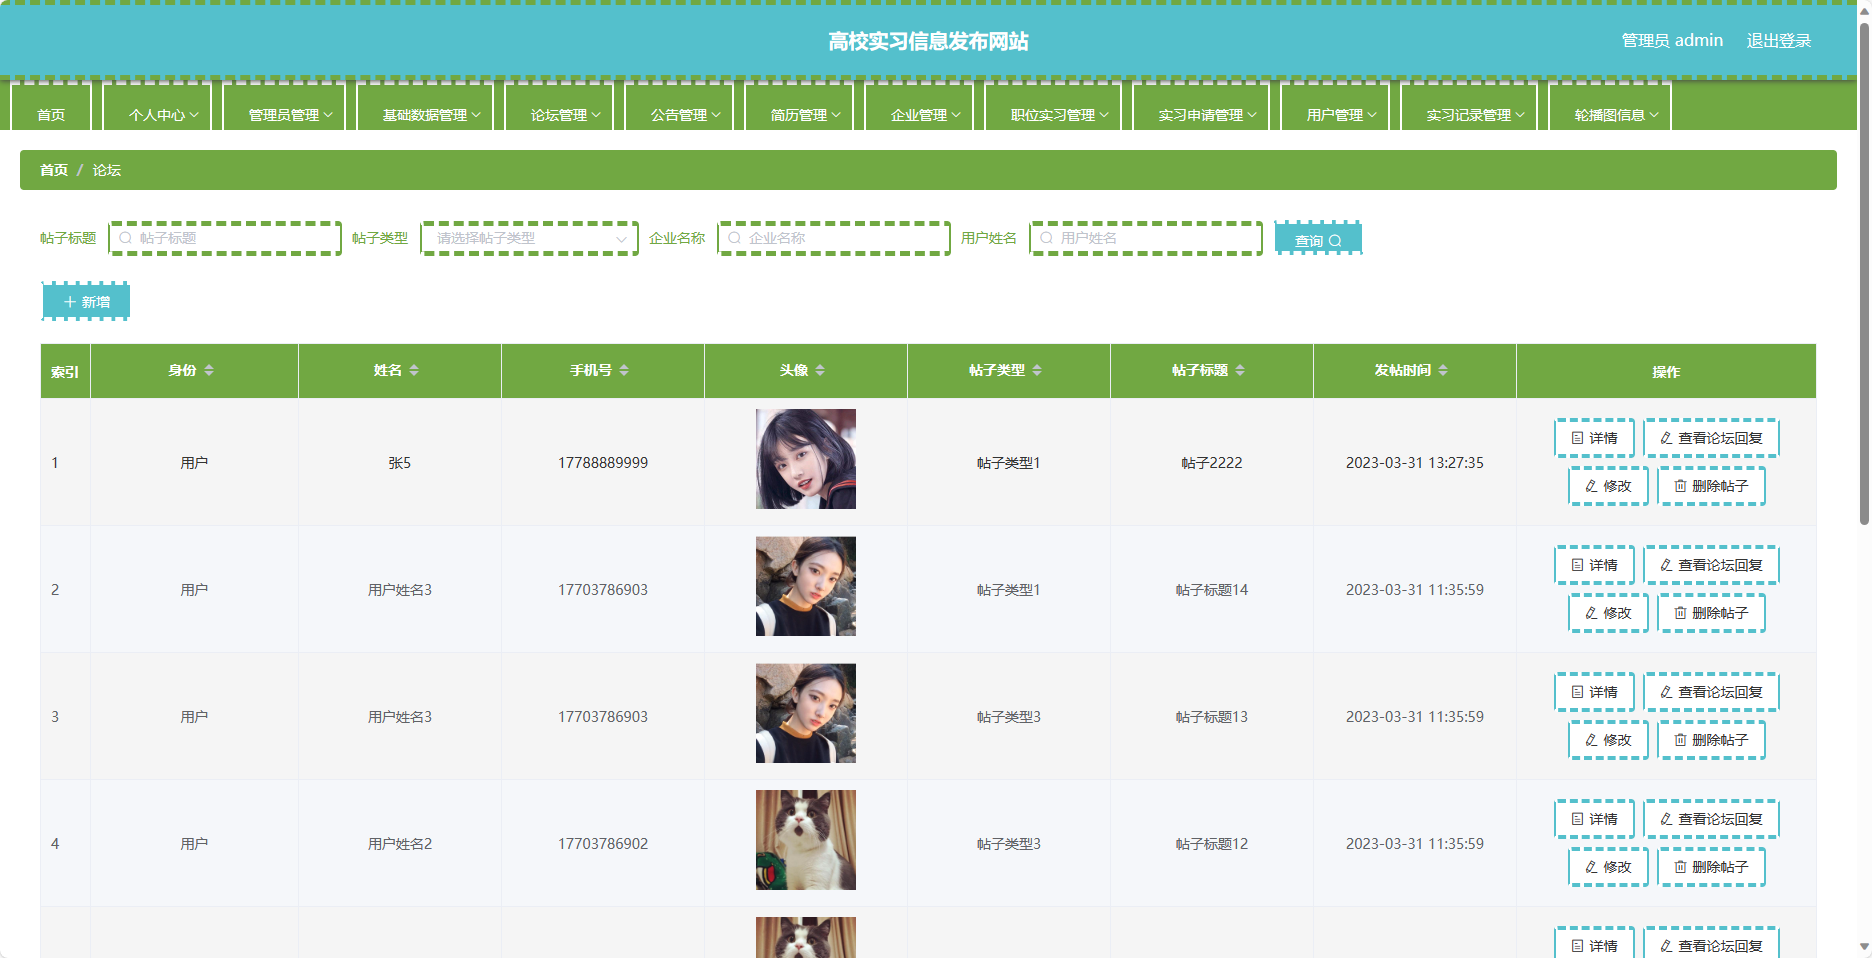 高校实习信息发布网站
管理员 admin 退出登录
首页 个人中心 管理员管理 基础数据管理 论坛管理 公告管理 简历管理 企业管理 职位实习管理 实习申请管理 用户管理 实习记录管理 轮播图信息
首页 / 论坛
帖子标题 帖子标题 帖子类型 请选择帖子类型 企业名称 企业名称 用户姓名 用户姓名 查询
新增
索引 身份 姓名 手机号 头像 帖子类型 帖子标题 发帖时间 操作
1 用户 张5 17788889999 帖子类型1 帖子2222 2023-03-31 13:27:35
详情 查看论坛回复
修改 删除帖子
2 用户 用户姓名3 17703786903 帖子类型1 帖子标题14 2023-03-31 11:35:59
详情 查看论坛回复
修改 删除帖子
3 用户 用户姓名3 17703786903 帖子类型3 帖子标题13 2023-03-31 11:35:59
详情 查看论坛回复
修改 删除帖子
4 用户 用户姓名2 17703786902 帖子类型3 帖子标题12 2023-03-31 11:35:59
详情 查看论坛回复
修改 删除帖子
详情 查看论坛回复